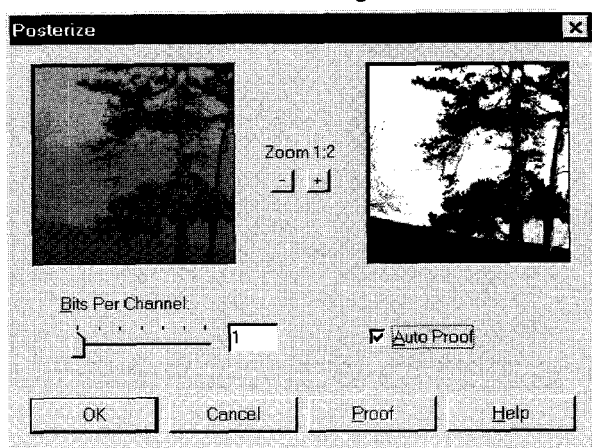 Posterize
Zoom 1:2
- +
Bits Per Channel:
1
Auto Proof
OK Cancel Proof Help